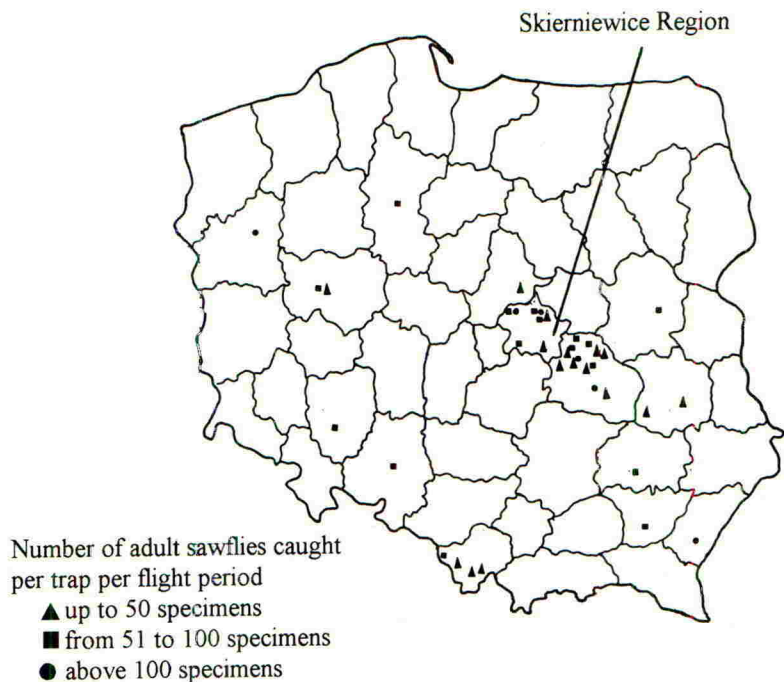 Skierniewice Region
Number of adult sawflies caught
per trap per flight period
up to 50 specimens
from 51 to 100 specimens
above 100 specimens